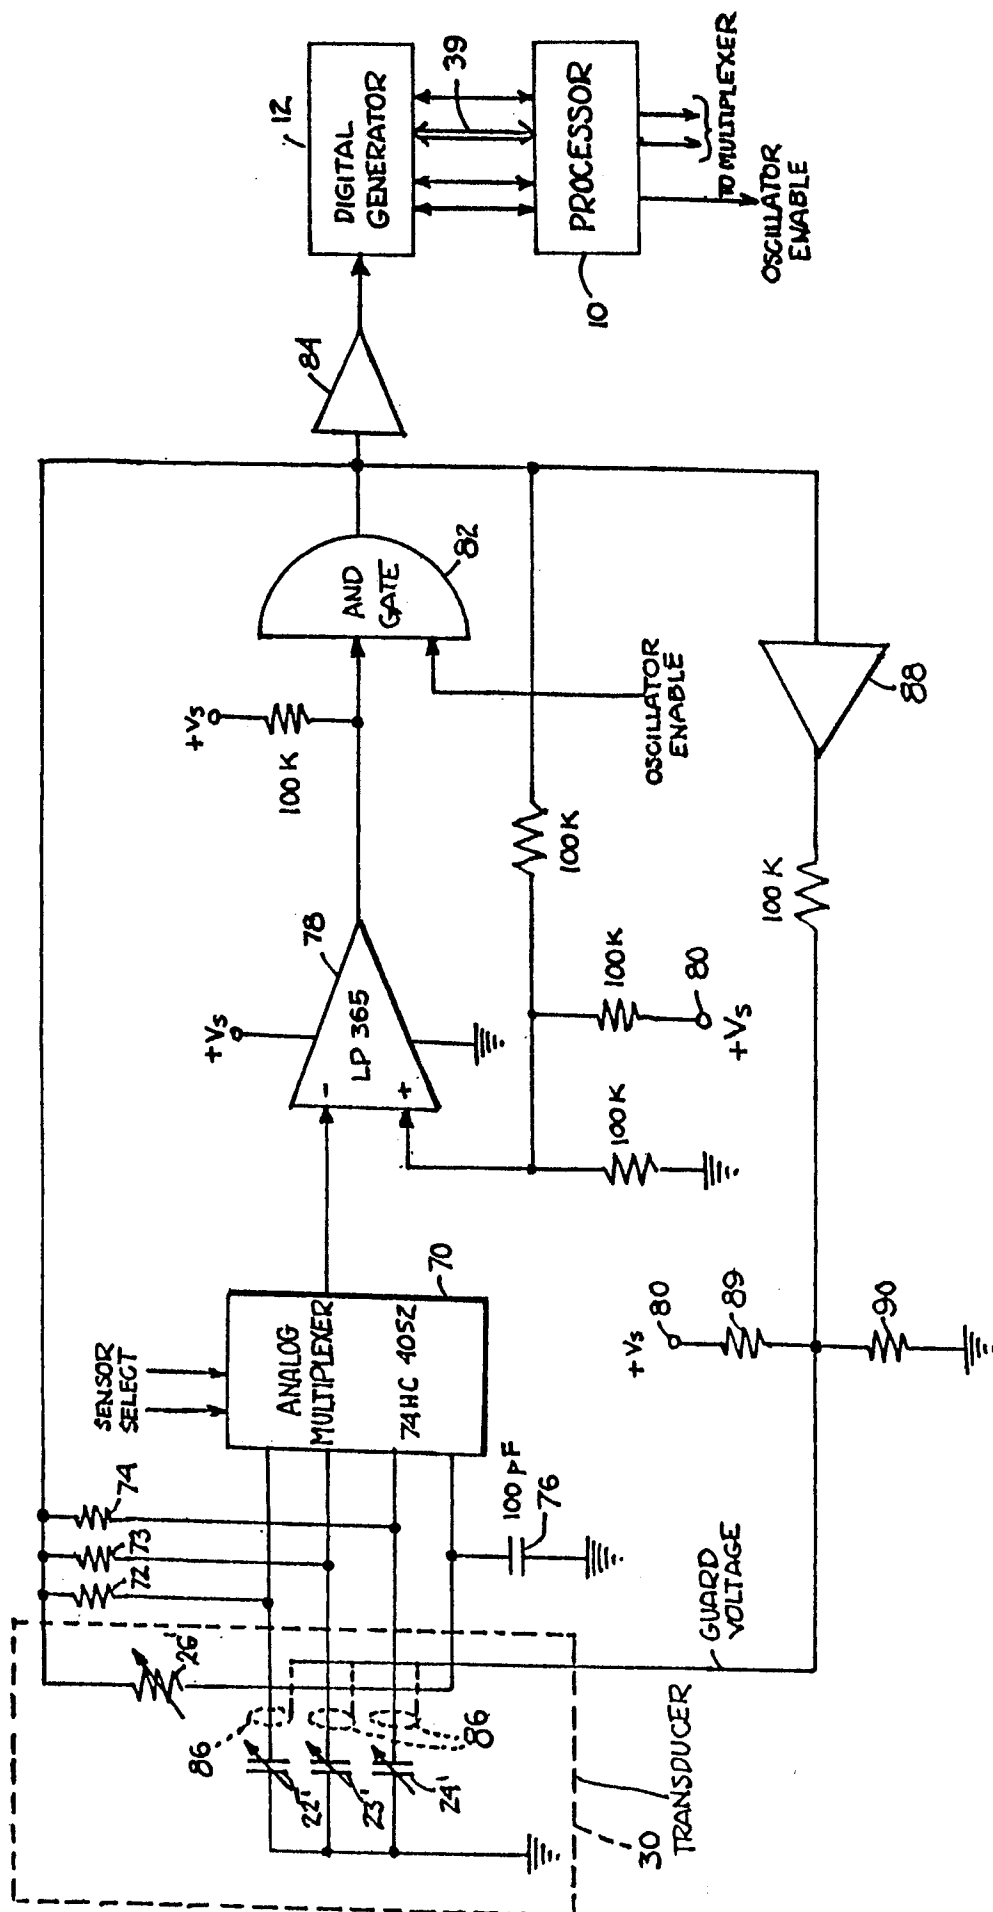 12
DIGITAL
GENERATOR
39
PROCESSOR
10
TO MULTIPLEXER
OSCILLATOR
ENABLE
84
AND
GATE
82
OSCILLATOR
ENABLE
+Vs
100K
78
+Vs
LP 365
-
+
100K
100K
80
+Vs
100K
88
100K
SENSOR
SELECT
ANALOG
MULTIPLEXER
74HC 4052
70
74
73
72
100 pF
76
+Vs
80
89
90
GUARD
VOLTAGE
26'
86
86
22'
23'
24'
30
TRANSDUCER